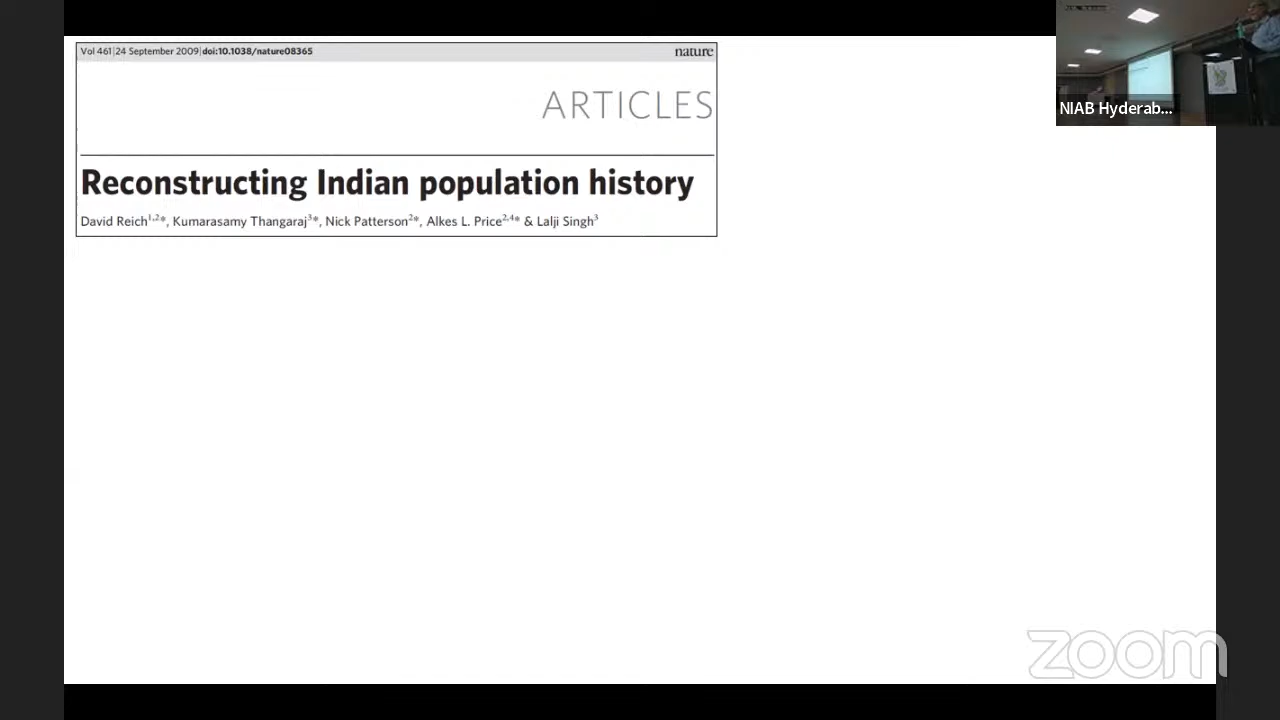 Vol 461|24 September 2009|doi:10.1038/nature08365
nature
ARTICLES
Reconstructing Indian population history
David Reich1,2*, Kumarasamy Thangaraj3*, Nick Patterson2*, Alkes L. Price2,4* & Lalji Singh3
NIAB Hyderab...
zoom